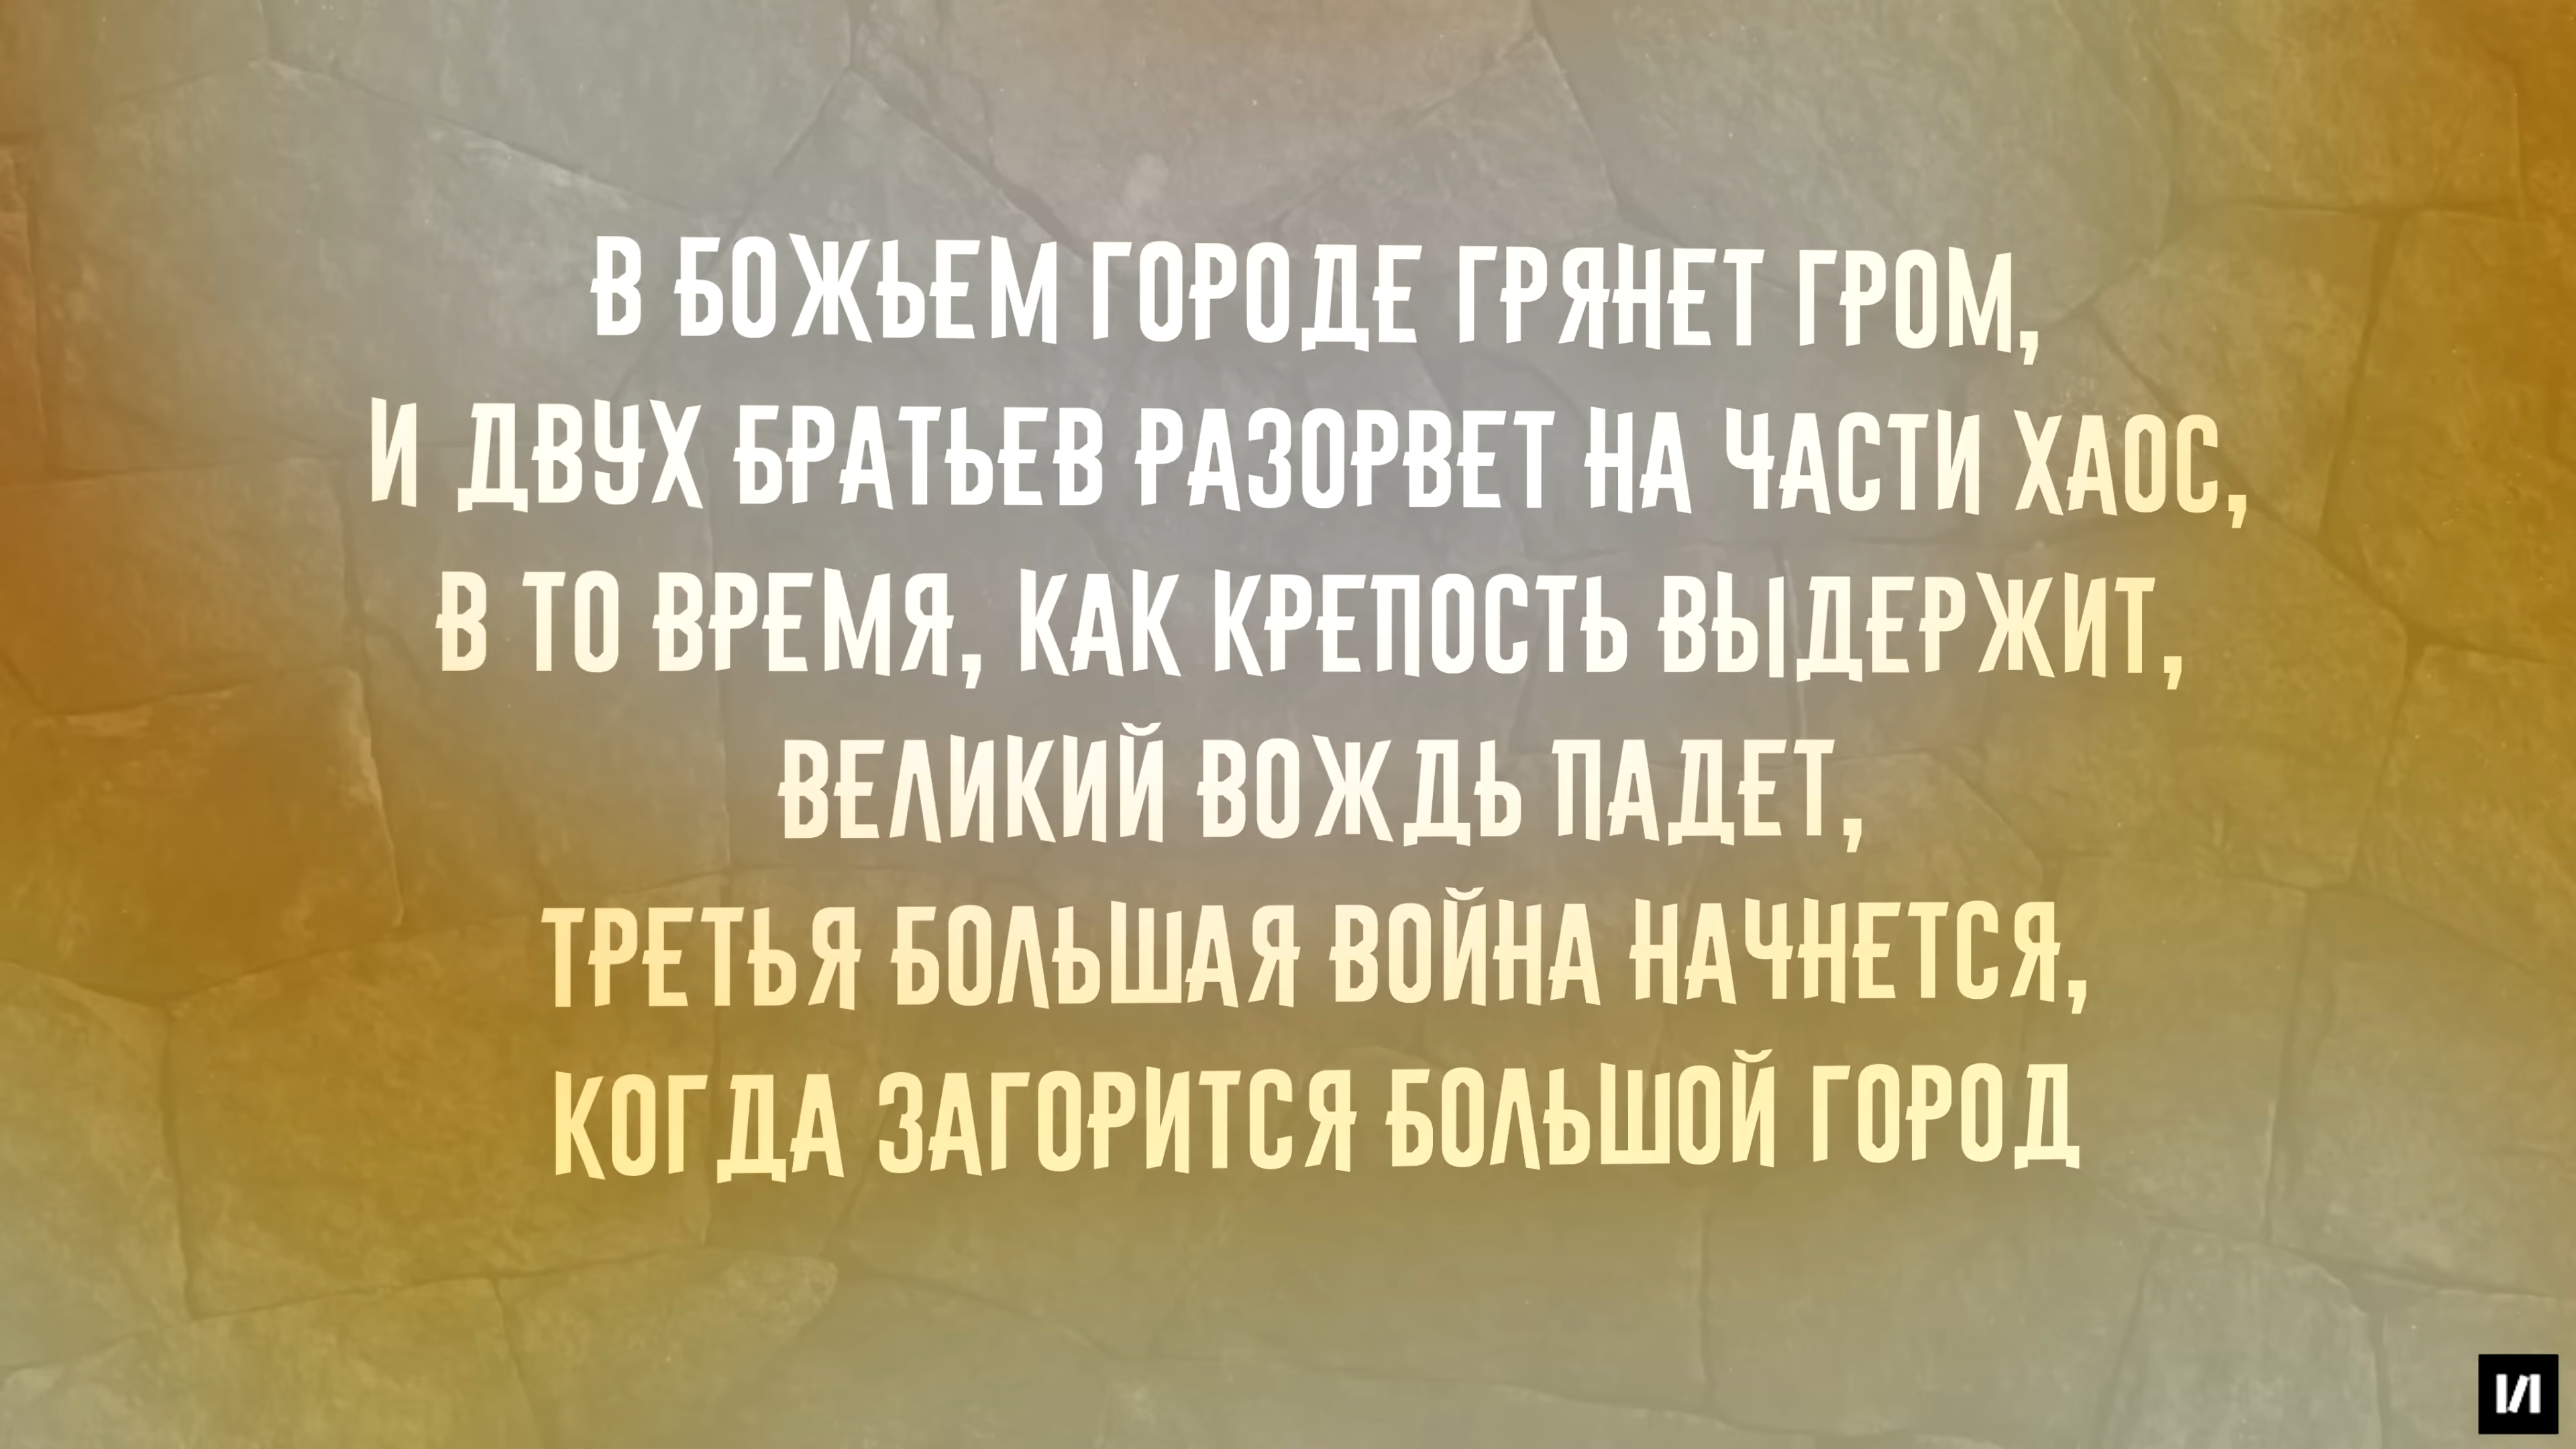 В БОЖЬЕМ ГОРОДЕ ГРЯНЕТ ГРОМ,
И ДВУХ БРАТЬЕВ РАЗОРВЕТ НА ЧАСТИ ХАОС,
В ТО ВРЕМЯ, КАК КРЕПОСТЬ ВЫДЕРЖИТ,
ВЕЛИКИЙ ВОЖДЬ ПАДЕТ,
ТРЕТЬЯ БОЛЬШАЯ ВОЙНА НАЧНЕТСЯ,
КОГДА ЗАГОРИТСЯ БОЛЬШОЙ ГОРОД